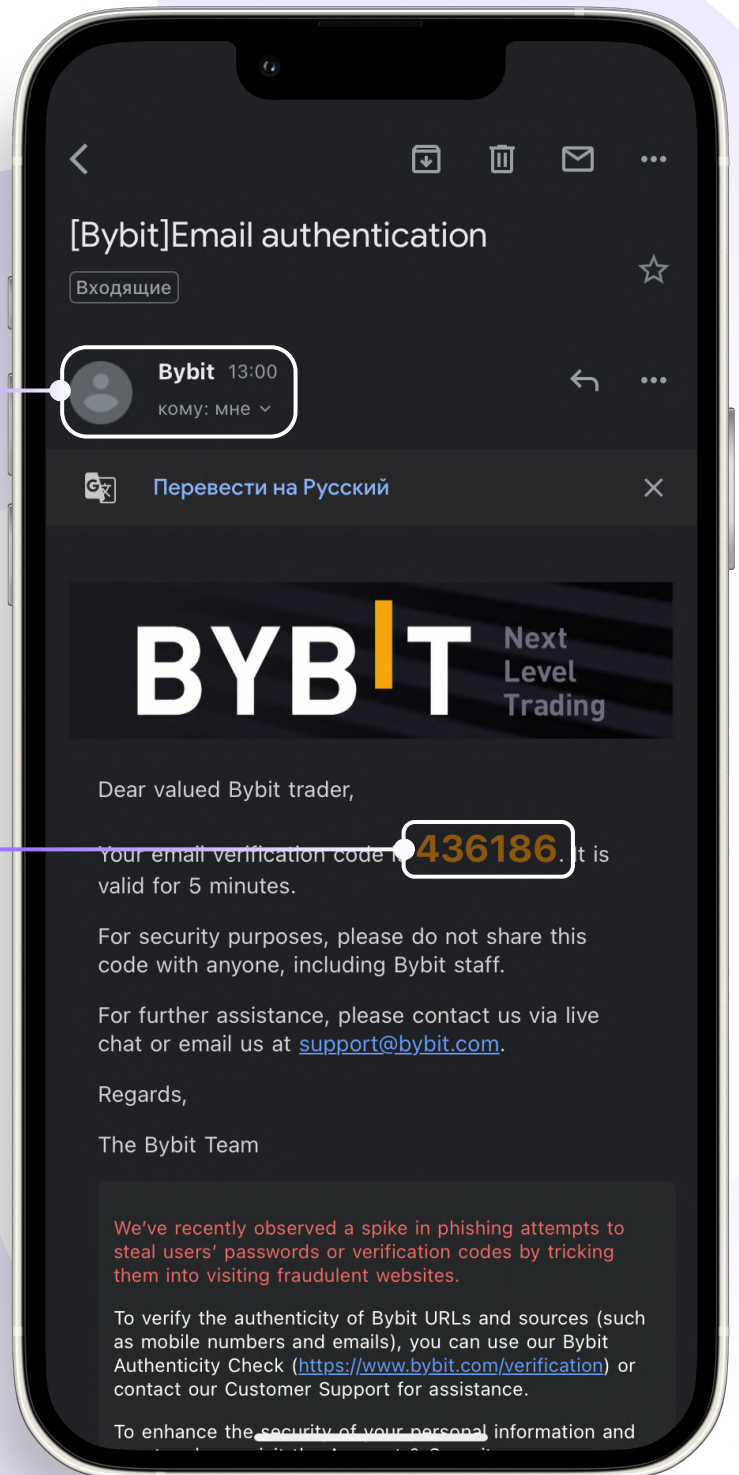 [Bybit]Email authentication
Входящие
Bybit 13:00
кому: мне
Перевести на Русский
BYBIT
Next
Level
Trading
Dear valued Bybit trader,
Your email verification code 436186. It is
valid for 5 minutes.
For security purposes, please do not share this
code with anyone, including Bybit staff.
For further assistance, please contact us via live
chat or email us at support@bybit.com.
Regards,
The Bybit Team
We've recently observed a spike in phishing attempts to
steal users' passwords or verification codes by tricking
them into visiting fraudulent websites.
To verify the authenticity of Bybit URLs and sources (such
as mobile numbers and emails), you can use our Bybit
Authenticity Check (https://www.bybit.com/verification) or
contact our Customer Support for assistance.
To enhance the security of your personal information and